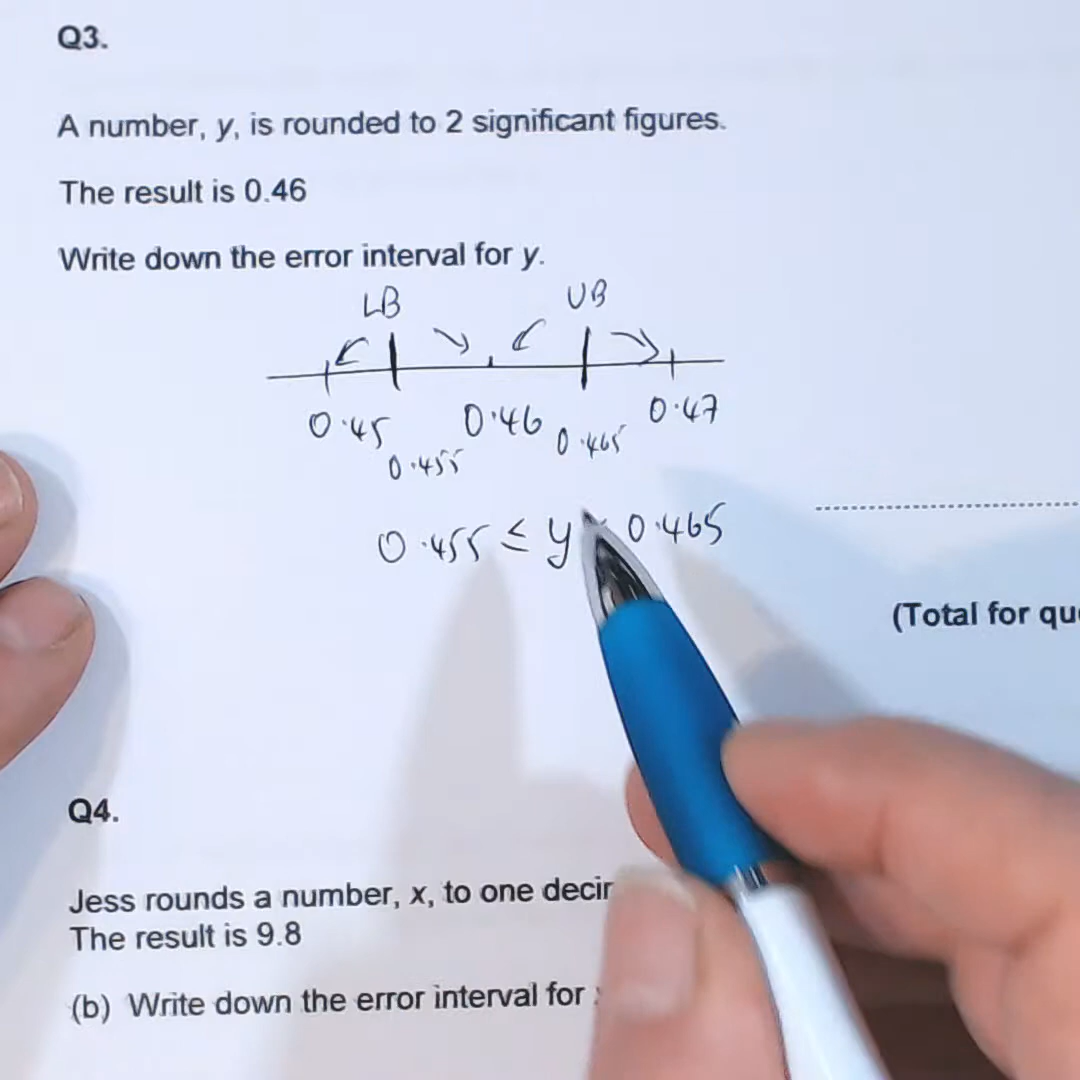 Q3.
A number, y, is rounded to 2 significant figures.
The result is 0.46
Write down the error interval for y.
LB UB
0.45 0.46 0.47
0.455 0.465
0.455 ≤ y 0.465
(Total for
Q4.
Jess rounds a number, x, to one
The result is 9.8
(b) Write down the error interval for